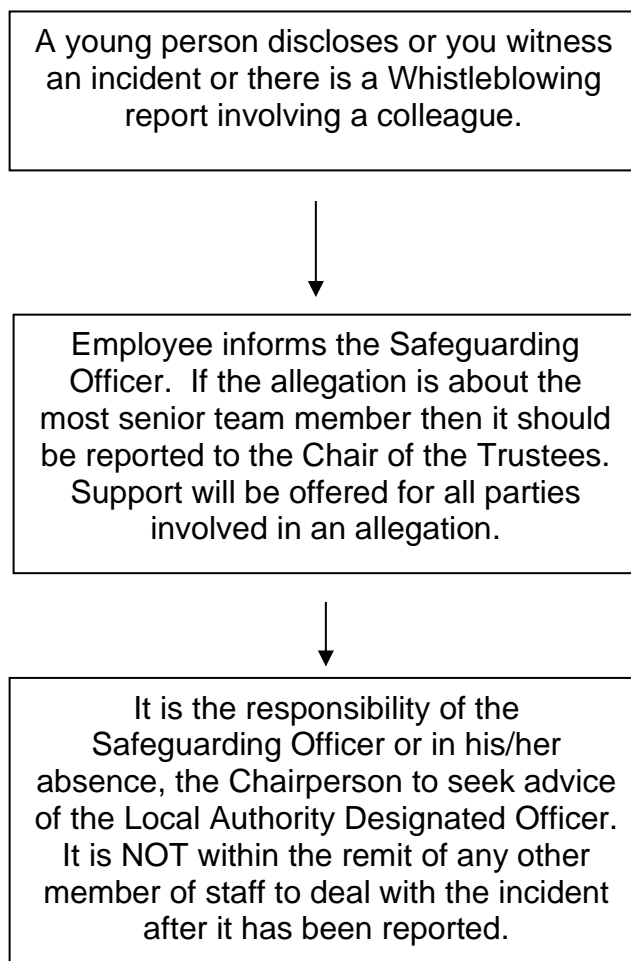 A young person discloses or you witness
an incident or there is a Whistleblowing
report involving a colleague.
Employee informs the Safeguarding
Officer.  If the allegation is about the
most senior team member then it should
be reported to the Chair of the Trustees.
Support will be offered for all parties
involved in an allegation.
It is the responsibility of the
Safeguarding Officer or in his/her
absence, the Chairperson to seek advice
of the Local Authority Designated Officer.
It is NOT within the remit of any other
member of staff to deal with the incident
after it has been reported.